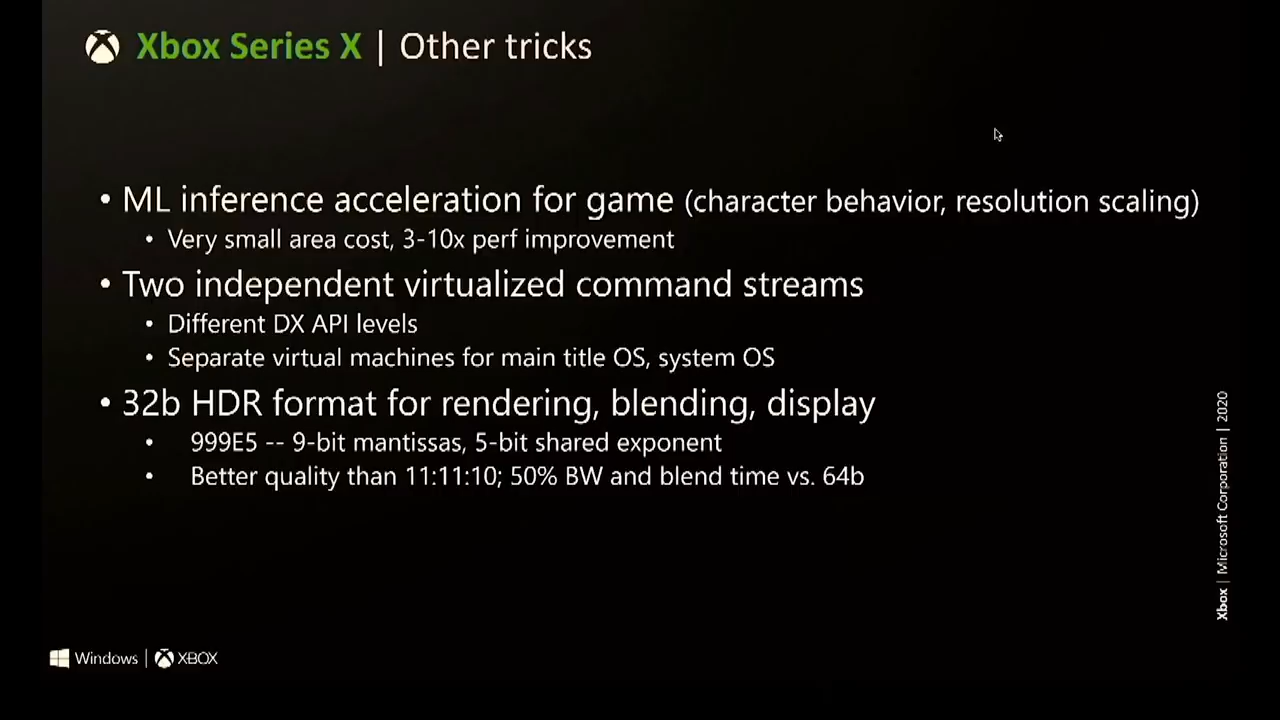 Xbox Series X | Other tricks
• ML inference acceleration for game (character behavior, resolution scaling)
• Very small area cost, 3-10x perf improvement
• Two independent virtualized command streams
• Different DX API levels
• Separate virtual machines for main title OS, system OS
• 32b HDR format for rendering, blending, display
• 999E5 -- 9-bit mantissas, 5-bit shared exponent
• Better quality than 11:11:10; 50% BW and blend time vs. 64b
Xbox | Microsoft Corporation | 2020
Windows | XBOX